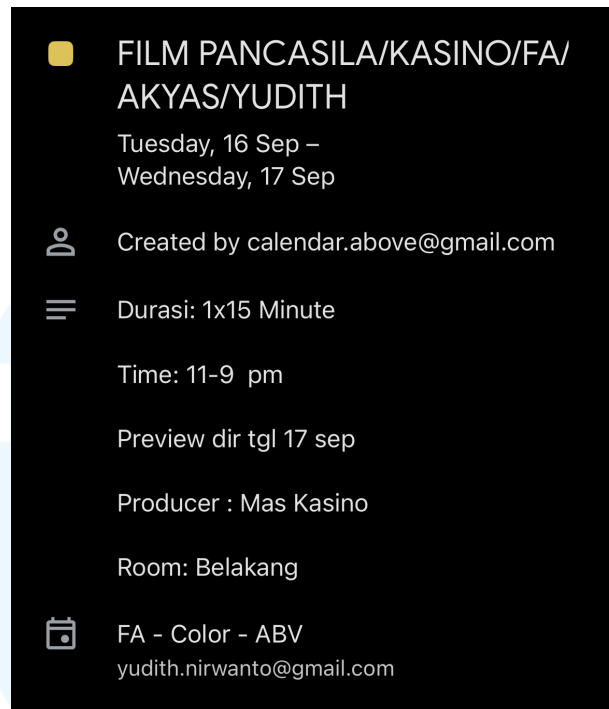 FILM PANCASILA/KASINO/FA/
AKYAS/YUDITH
Tuesday, 16 Sep –
Wednesday, 17 Sep
Created by calendar.above@gmail.com
Durasi: 1x15 Minute
Time: 11-9  pm
Preview dir tgl 17 sep
Producer : Mas Kasino
Room: Belakang
FA - Color - ABV
yudith.nirwanto@gmail.com